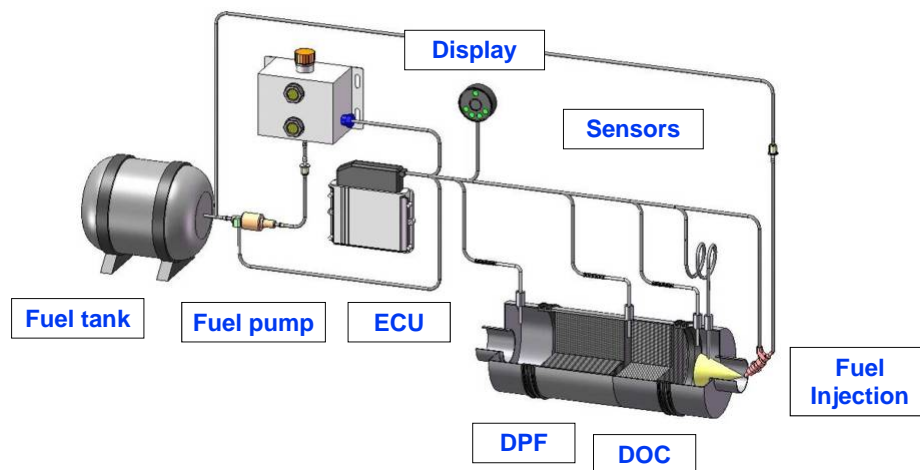 Display
Sensors
Fuel tank
Fuel pump
ECU
Fuel
Injection
DPF
DOC